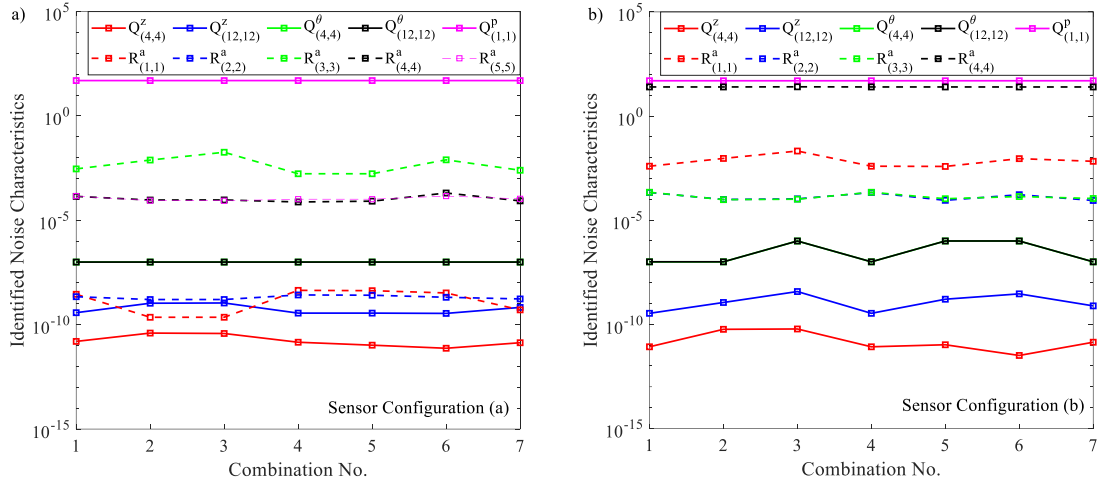 a)
10^5
Q^z_(4,4) Q^z_(12,12) Q^θ_(4,4) Q^θ_(12,12) Q^p_(1,1)
R^a_(1,1) R^a_(2,2) R^a_(3,3) R^a_(4,4) R^a_(5,5)
10^0
10^-5
10^-10
10^-15
Identified Noise Characteristics
Sensor Configuration (a)
1 2 3 4 5 6 7
Combination No.
b)
10^5
Q^z_(4,4) Q^z_(12,12) Q^θ_(4,4) Q^θ_(12,12) Q^p_(1,1)
R^a_(1,1) R^a_(2,2) R^a_(3,3) R^a_(4,4)
10^0
10^-5
10^-10
10^-15
Identified Noise Characteristics
Sensor Configuration (b)
1 2 3 4 5 6 7
Combination No.